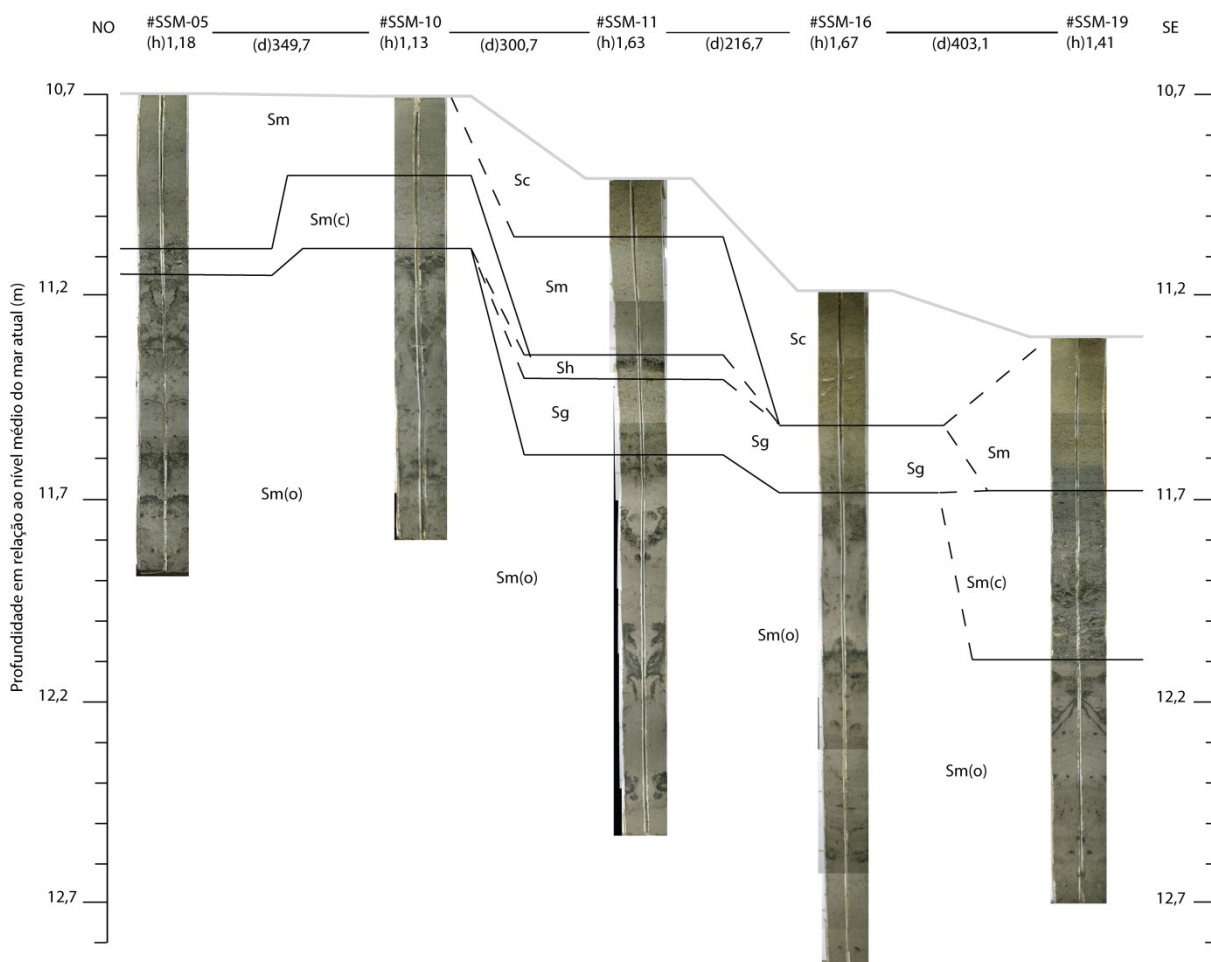 NO
#SSM-05
#SSM-10
#SSM-11
#SSM-16
#SSM-19
SE
(h)1,18
(d)349,7
(h)1,13
(d)300,7
(h)1,63
(d)216,7
(h)1,67
(d)403,1
(h)1,41
10,7
10,7
Sm
Sc
Sm(c)
11,2
11,2
Sm
Sc
Sh
Sg
Sg
Sg
Sm
Sm(o)
11,7
11,7
Sm(o)
Sm(c)
Sm(o)
Profundidade em relação ao nível médio do mar atual (m)
12,2
12,2
Sm(o)
12,7
12,7